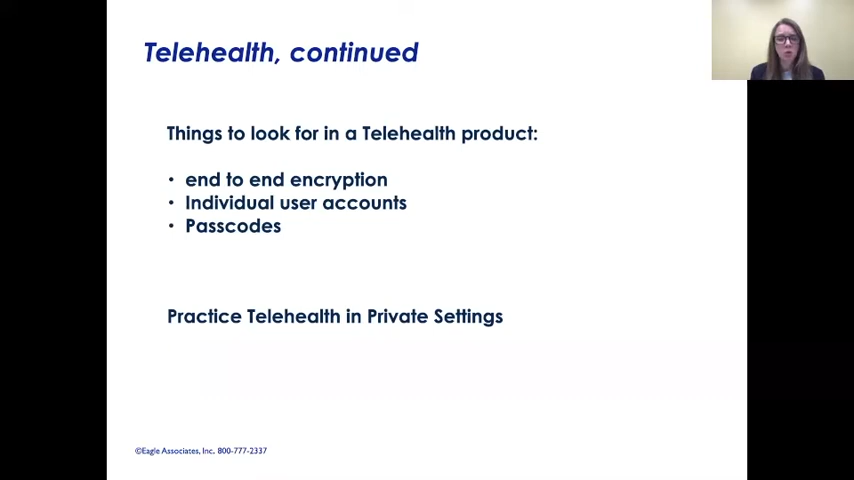 Telehealth, continued
Things to look for in a Telehealth product:
• end to end encryption
• Individual user accounts
• Passcodes
Practice Telehealth in Private Settings
©Eagle Associates, Inc. 800-777-2337